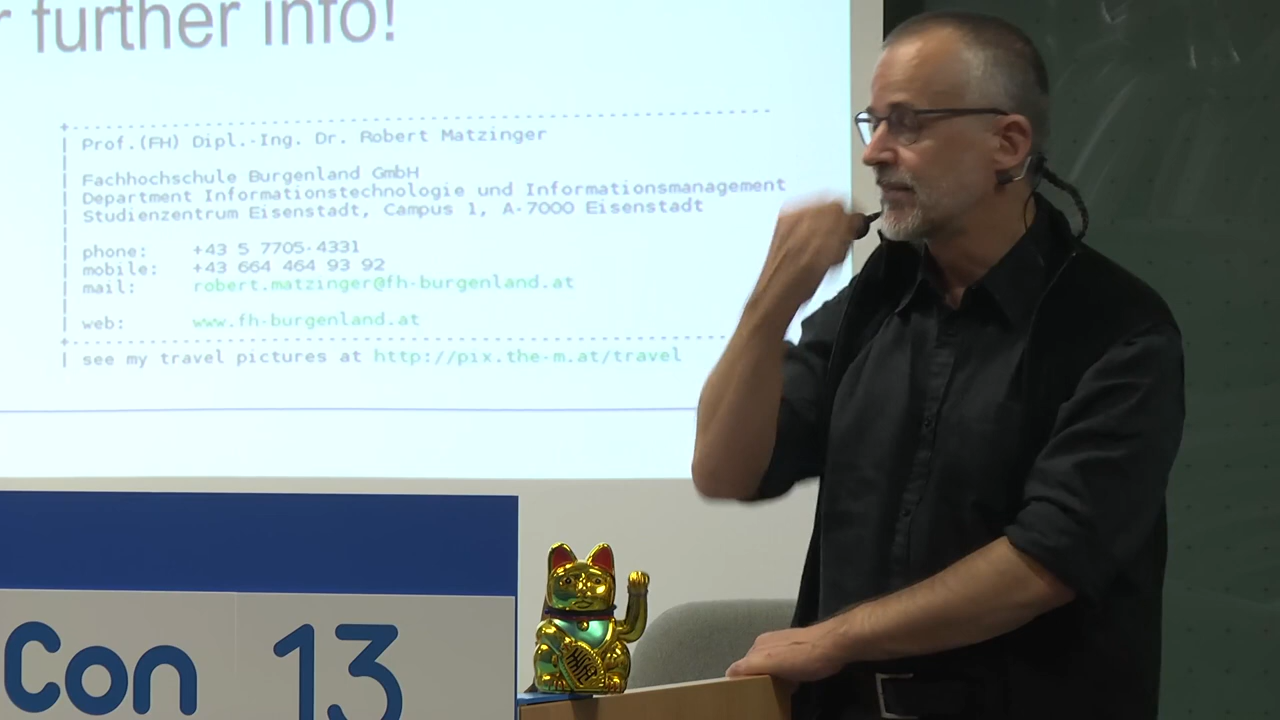 r further info!
Prof.(FH) Dipl.-Ing. Dr. Robert Matzinger
Fachhochschule Burgenland GmbH
Department Informationstechnologie und Informationsmanagement
Studienzentrum Eisenstadt, Campus 1, A-7000 Eisenstadt
phone: +43 5 7705-4331
mobile: +43 664 464 93 92
mail: robert.matzinger@fh-burgenland.at
web: www.fh-burgenland.at
see my travel pictures at http://pix.the-m.at/travel
Con 13